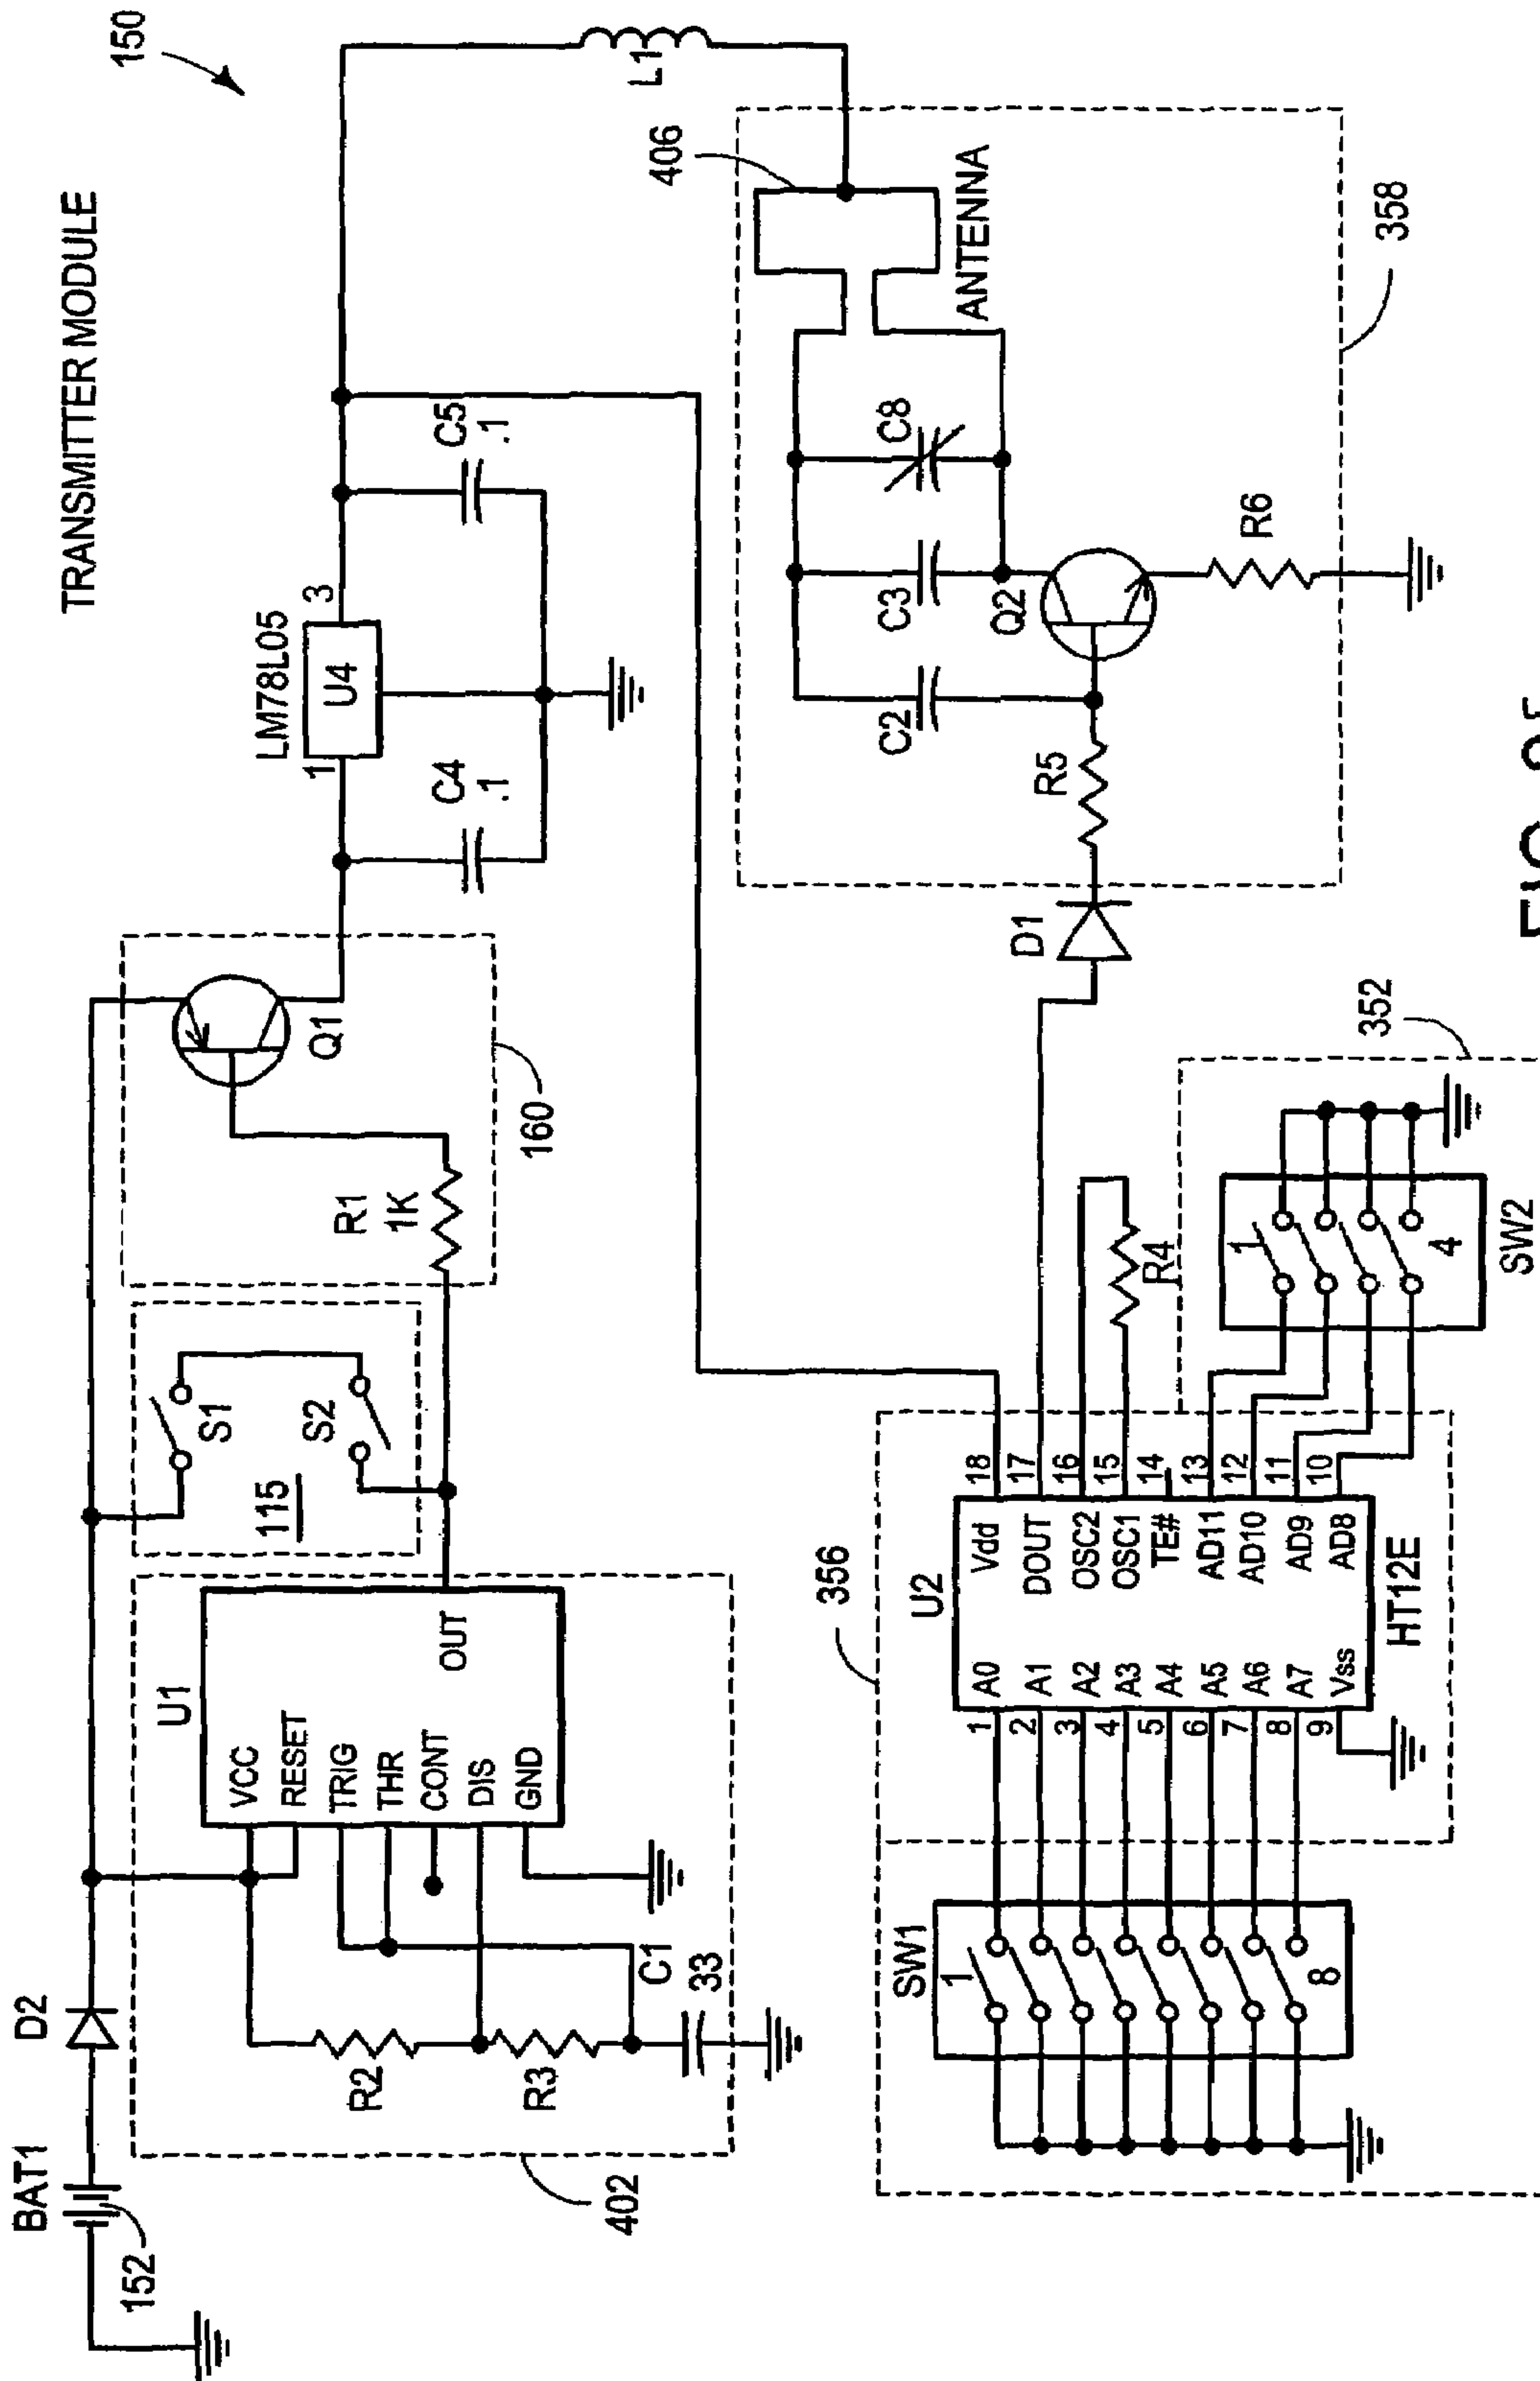 TRANSMITTER MODULE
150
BAT1
152
D2
U1
VCC
RESET
TRIG
THR
CONT
DIS
GND
OUT
R2
R3
C1
33
402
S1
S2
115
R1
1K
Q1
160
LM78L05
U4
1
3
C4
.1
C5
.1
L1
406
ANTENNA
C2
C3
C8
Q2
R5
R6
D1
358
356
U2
A0
A1
A2
A3
A4
A5
A6
A7
Vss
1
2
3
4
5
6
7
8
9
Vdd
DOUT
OSC2
OSC1
TE#
AD11
AD10
AD9
AD8
18
17
16
15
14
13
12
11
10
HT12E
SW1
1
8
R4
352
1
4
SW2